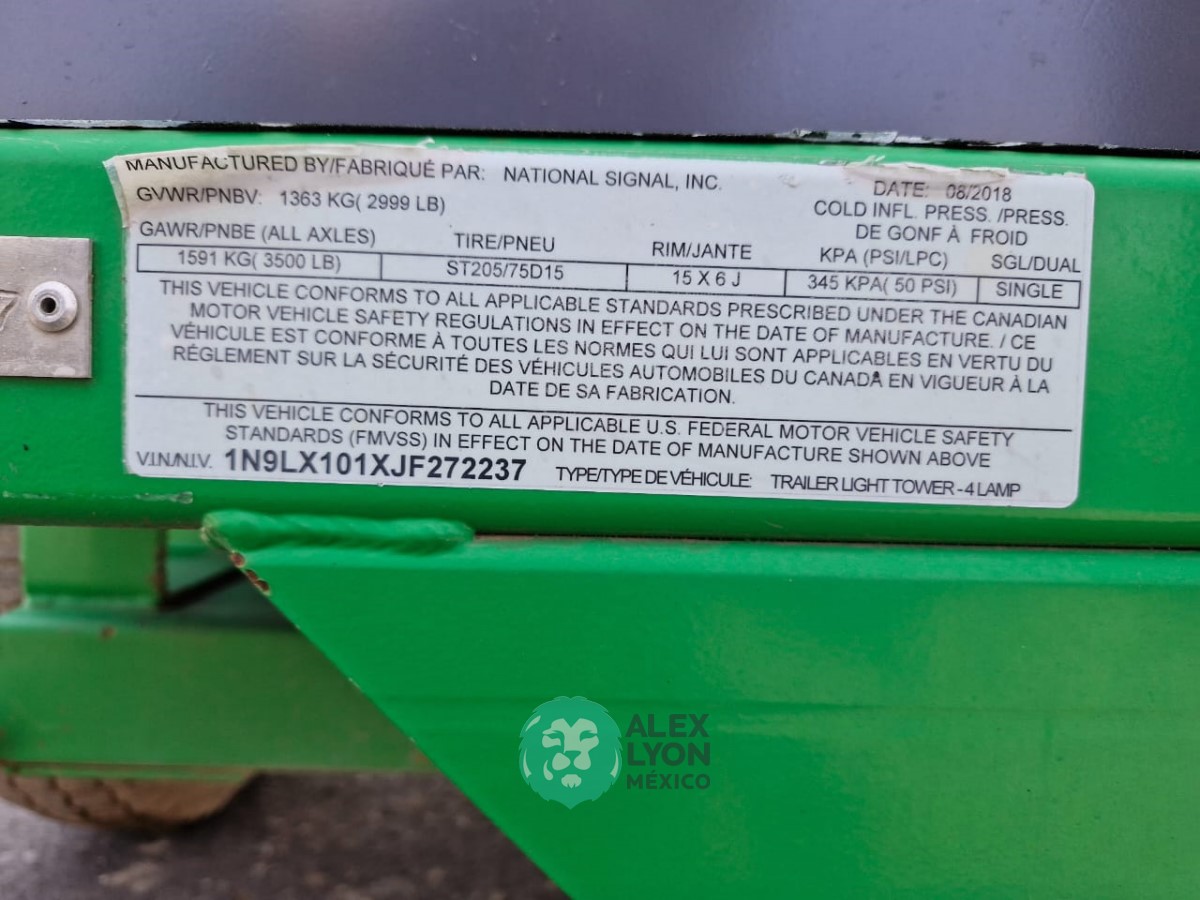 MANUFACTURED BY/FABRIQUÉ PAR: NATIONAL SIGNAL, INC. DATE: 08/2018
GVWR/PNBV: 1363 KG( 2999 LB) COLD INFL. PRESS. /PRESS.
DE GONF À FROID
GAWR/PNBE (ALL AXLES) TIRE/PNEU RIM/JANTE KPA (PSI/LPC) SGL/DUAL
1591 KG( 3500 LB) ST205/75D15 15 X 6 J 345 KPA( 50 PSI) SINGLE
THIS VEHICLE CONFORMS TO ALL APPLICABLE STANDARDS PRESCRIBED UNDER THE CANADIAN
MOTOR VEHICLE SAFETY REGULATIONS IN EFFECT ON THE DATE OF MANUFACTURE. / CE
VÉHICULE EST CONFORME À TOUTES LES NORMES QUI LUI SONT APPLICABLES EN VERTU DU
RÉGLEMENT SUR LA SÉCURITÉ DES VÉHICULES AUTOMOBILES DU CANADA EN VIGUEUR À LA
DATE DE SA FABRICATION.
THIS VEHICLE CONFORMS TO ALL APPLICABLE U.S. FEDERAL MOTOR VEHICLE SAFETY
STANDARDS (FMVSS) IN EFFECT ON THE DATE OF MANUFACTURE SHOWN ABOVE
V.I.N./N.I.V. 1N9LX101XJF272237 TYPE/TYPE DE VÉHICULE: TRAILER LIGHT TOWER - 4 LAMP
ALEX
LYON
MÉXICO